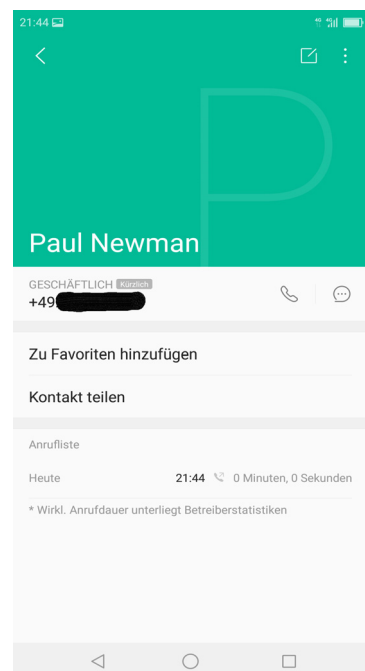 21:44
P
Paul Newman
GESCHÄFTLICH Kürzlich
+49
Zu Favoriten hinzufügen
Kontakt teilen
Anrufliste
Heute 21:44 0 Minuten, 0 Sekunden
* Wirkl. Anrufdauer unterliegt Betreiberstatistiken